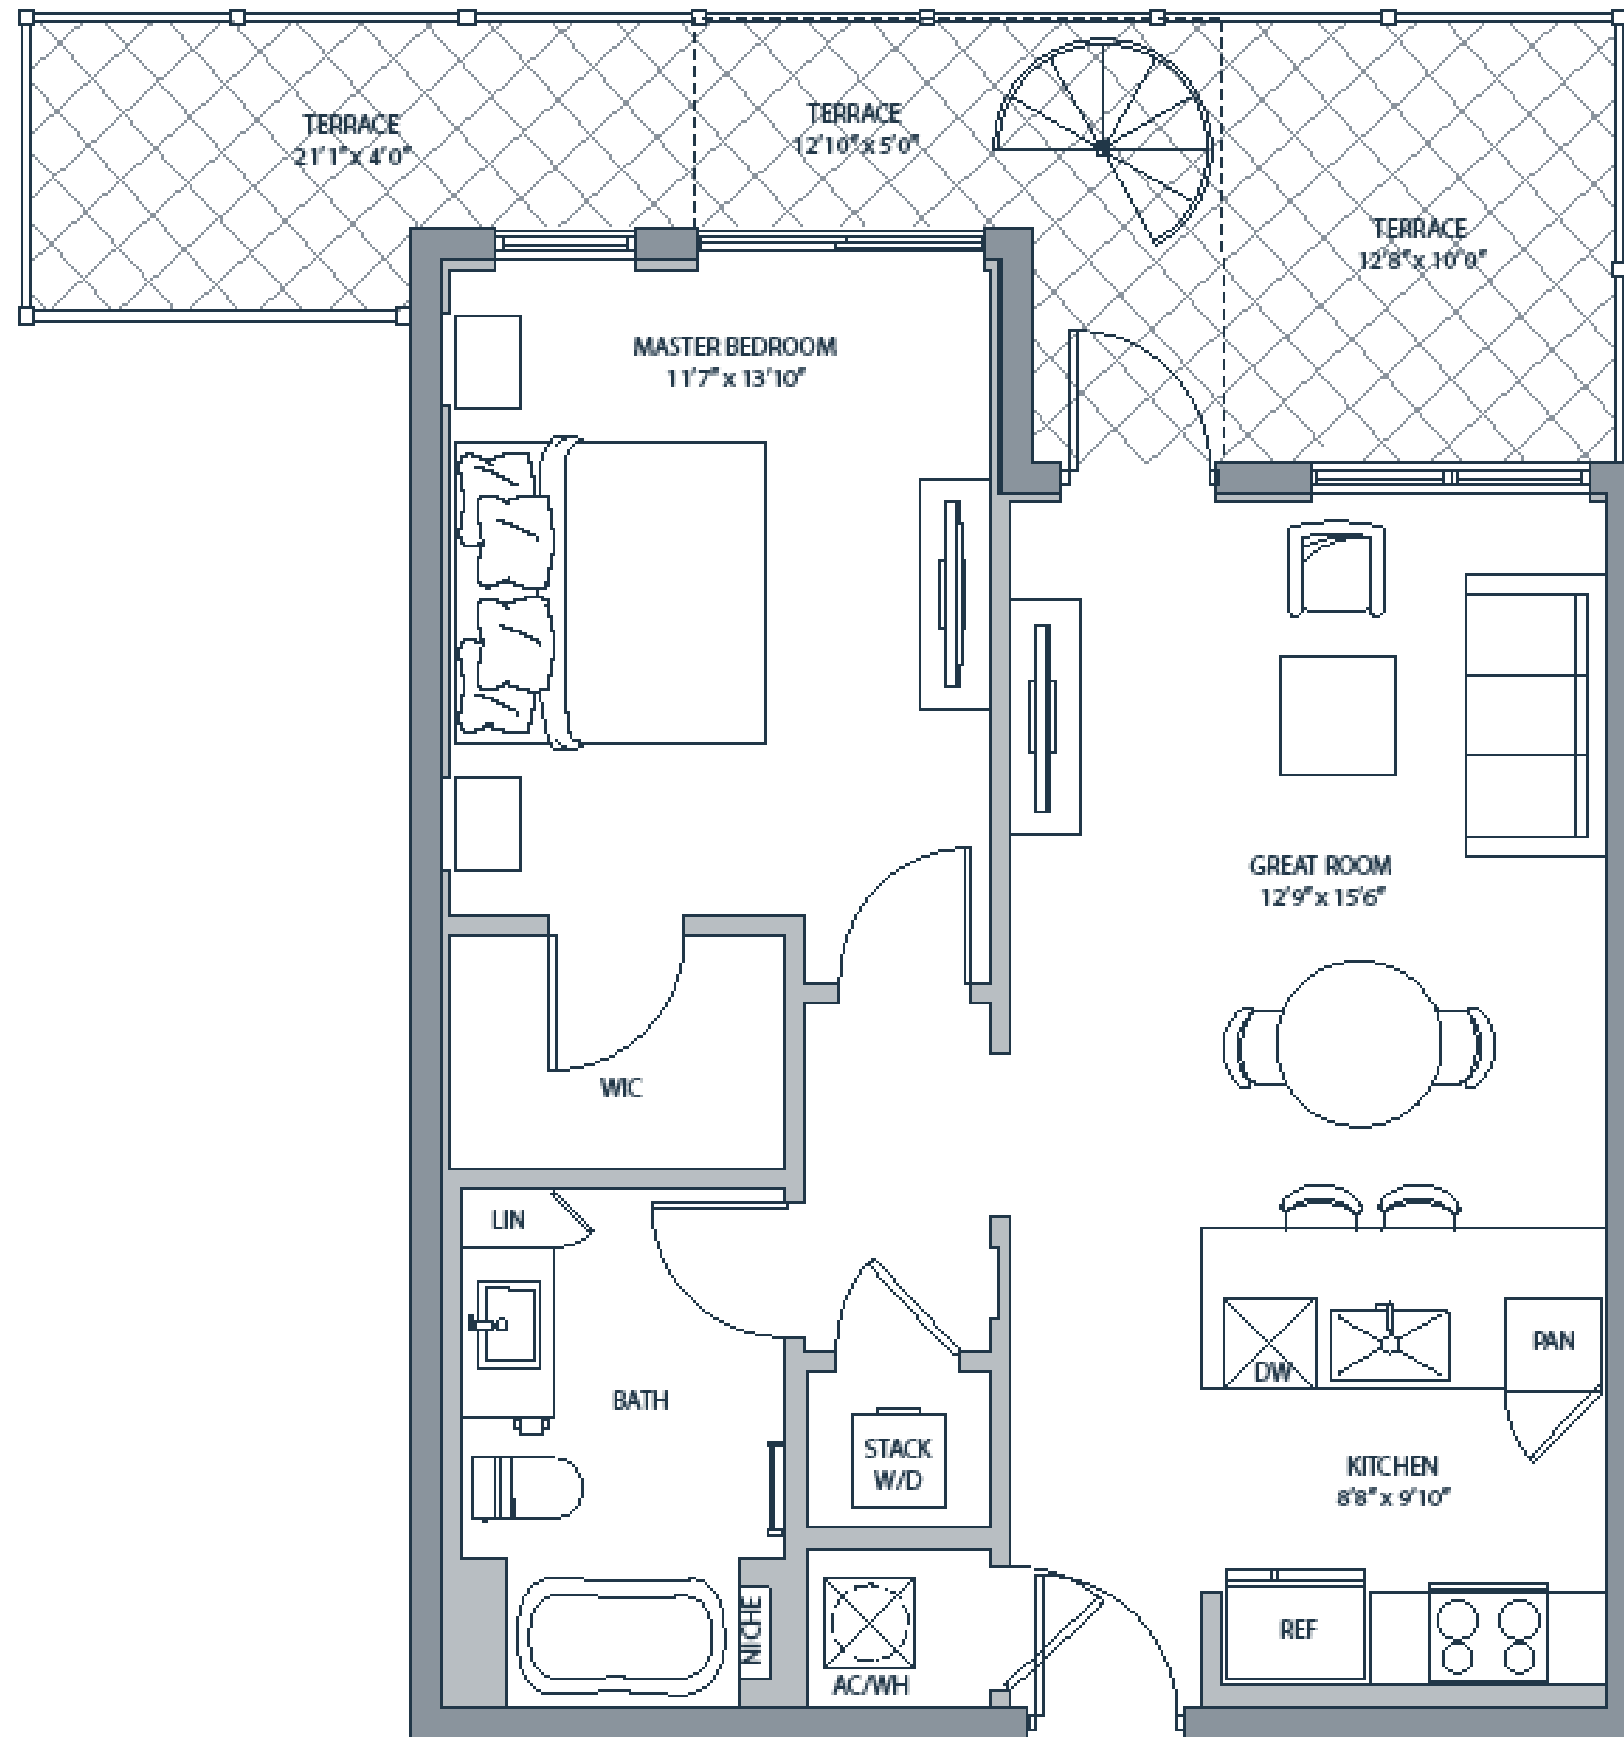 TERRACE
21'1" x 4'0"
TERRACE
12'10" x 5'0"
TERRACE
12'8" x 10'0"
MASTER BEDROOM
11'7" x 13'10"
GREAT ROOM
12'9" x 15'6"
WIC
LIN
BATH
STACK
W/D
DW
PAN
KITCHEN
8'8" x 9'10"
REF
NICHE
AC/WH